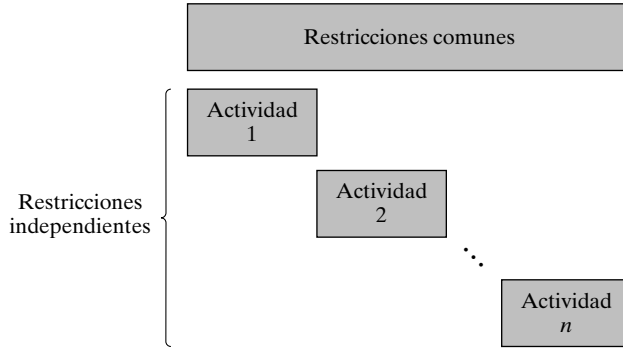 Restricciones comunes
Actividad
1
Actividad
2
Restricciones
independientes
Actividad
n